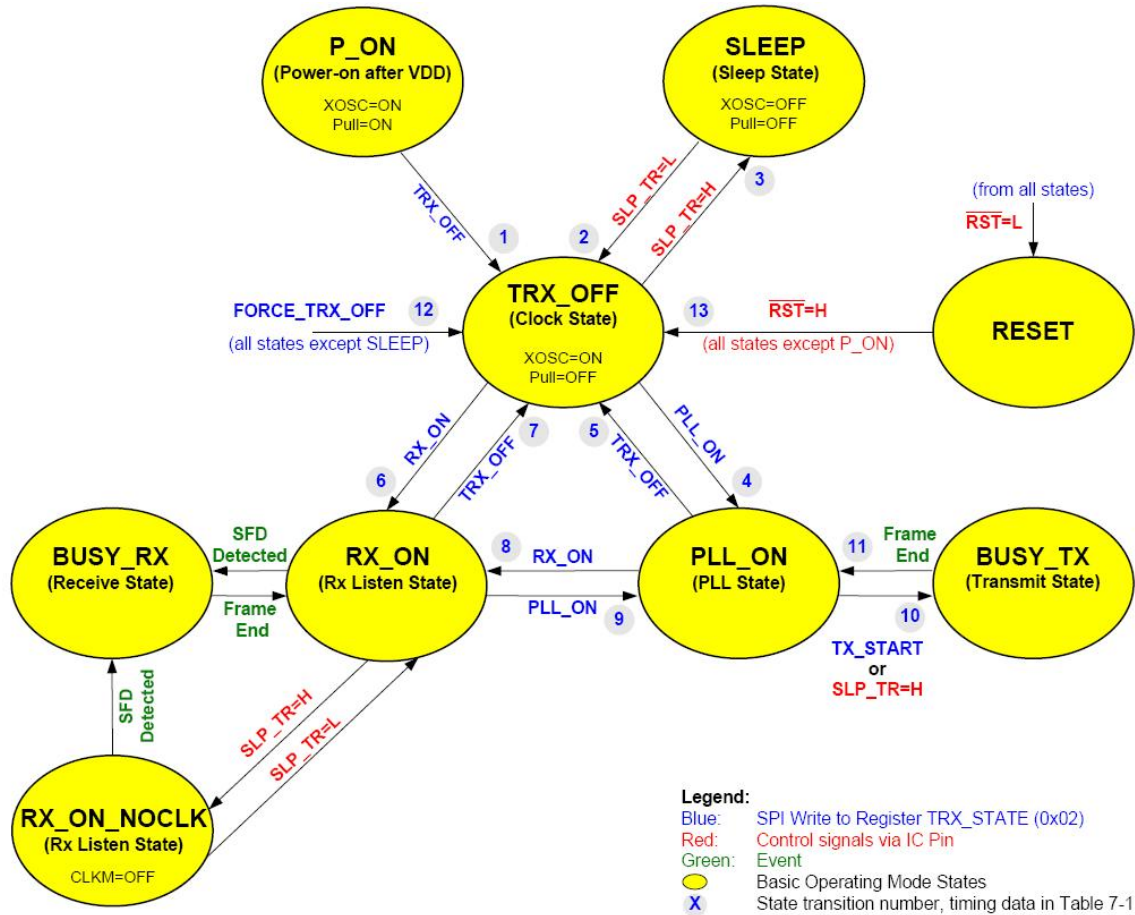 P_ON
(Power-on after VDD)
XOSC=ON
Pull=ON
SLEEP
(Sleep State)
XOSC=OFF
Pull=OFF
TRX_OFF
1
2
SLP_TR=L
SLP_TR=H
3
(from all states)
RST=L
TRX_OFF
(Clock State)
XOSC=ON
Pull=OFF
FORCE_TRX_OFF
12
(all states except SLEEP)
13
RST=H
(all states except P_ON)
RESET
RX_ON
6
7
TRX_OFF
5
TRX_OFF
PLL_ON
4
BUSY_RX
(Receive State)
SFD
Detected
Frame
End
RX_ON
(Rx Listen State)
8
RX_ON
PLL_ON
9
PLL_ON
(PLL State)
11
Frame
End
10
TX_START
or
SLP_TR=H
BUSY_TX
(Transmit State)
SFD
Detected
SLP_TR=H
SLP_TR=L
RX_ON_NOCLK
(Rx Listen State)
CLKM=OFF
Legend:
Blue: SPI Write to Register TRX_STATE (0x02)
Red: Control signals via IC Pin
Green: Event
Basic Operating Mode States
X State transition number, timing data in Table 7-1